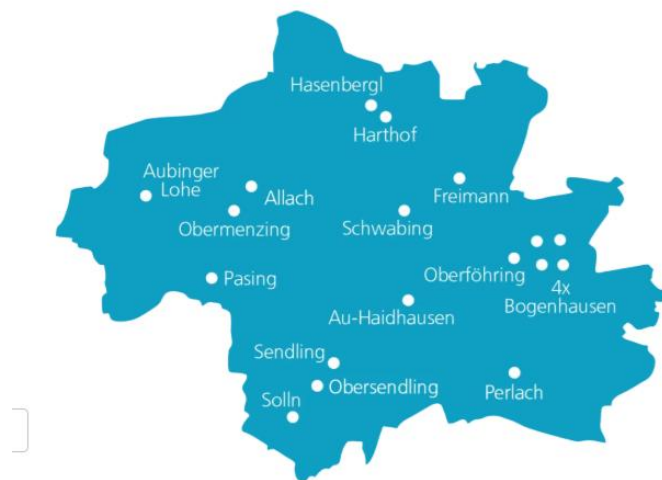 Hasenbergl
Harthof
Aubinger
Lohe
Allach
Freimann
Obermenzing
Schwabing
Oberföhring
Pasing
4x
Bogenhausen
Au-Haidhausen
Sendling
Obersendling
Perlach
Solln